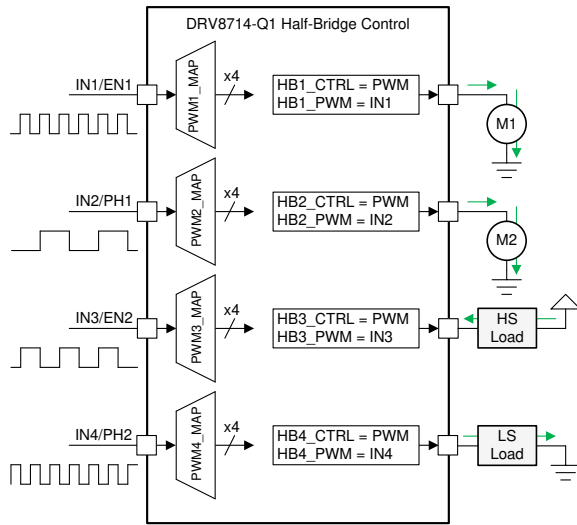 DRV8714-Q1 Half-Bridge Control
IN1/EN1
PWM1_MAP
x4
HB1_CTRL = PWM
HB1_PWM = IN1
M1
IN2/PH1
PWM2_MAP
x4
HB2_CTRL = PWM
HB2_PWM = IN2
M2
IN3/EN2
PWM3_MAP
x4
HB3_CTRL = PWM
HB3_PWM = IN3
HS
Load
IN4/PH2
PWM4_MAP
x4
HB4_CTRL = PWM
HB4_PWM = IN4
LS
Load